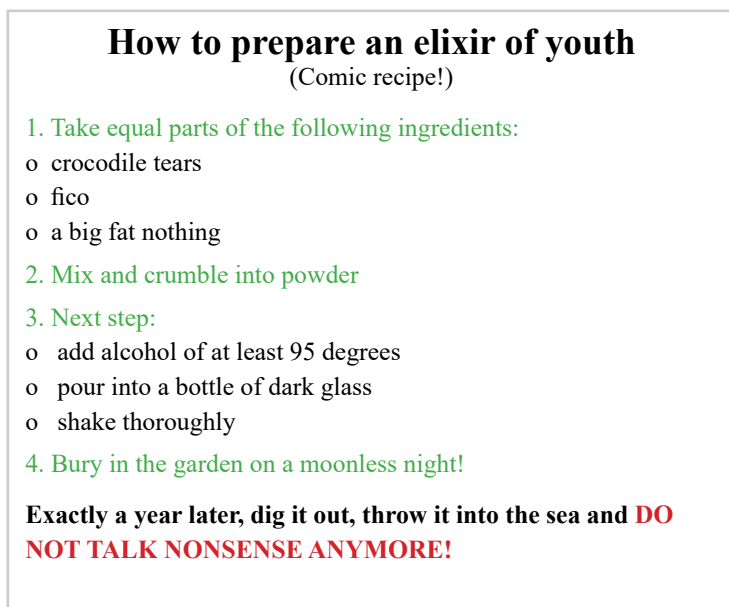 How to prepare an elixir of youth
(Comic recipe!)
1. Take equal parts of the following ingredients:
o crocodile tears
o fico
o a big fat nothing
2. Mix and crumble into powder
3. Next step:
o add alcohol of at least 95 degrees
o pour into a bottle of dark glass
o shake thoroughly
4. Bury in the garden on a moonless night!
Exactly a year later, dig it out, throw it into the sea and DO
NOT TALK NONSENSE ANYMORE!